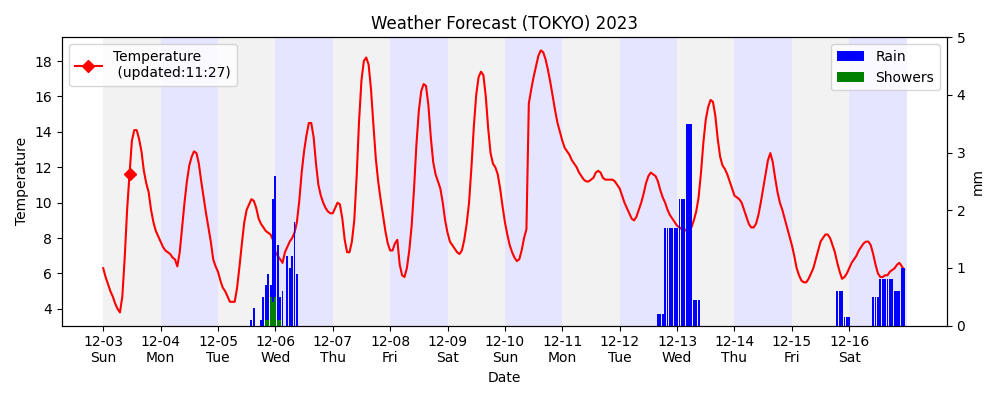 Weather Forecast (TOKYO) 2023
Temperature
(updated:11:27)
Rain
Showers
Temperature
18
16
14
12
10
8
6
4
5
4
3
2
1
0
mm
12-03 12-04 12-05 12-06 12-07 12-08 12-09 12-10 12-11 12-12 12-13 12-14 12-15 12-16
Sun Mon Tue Wed Thu Fri Sat Sun Mon Tue Wed Thu Fri Sat
Date